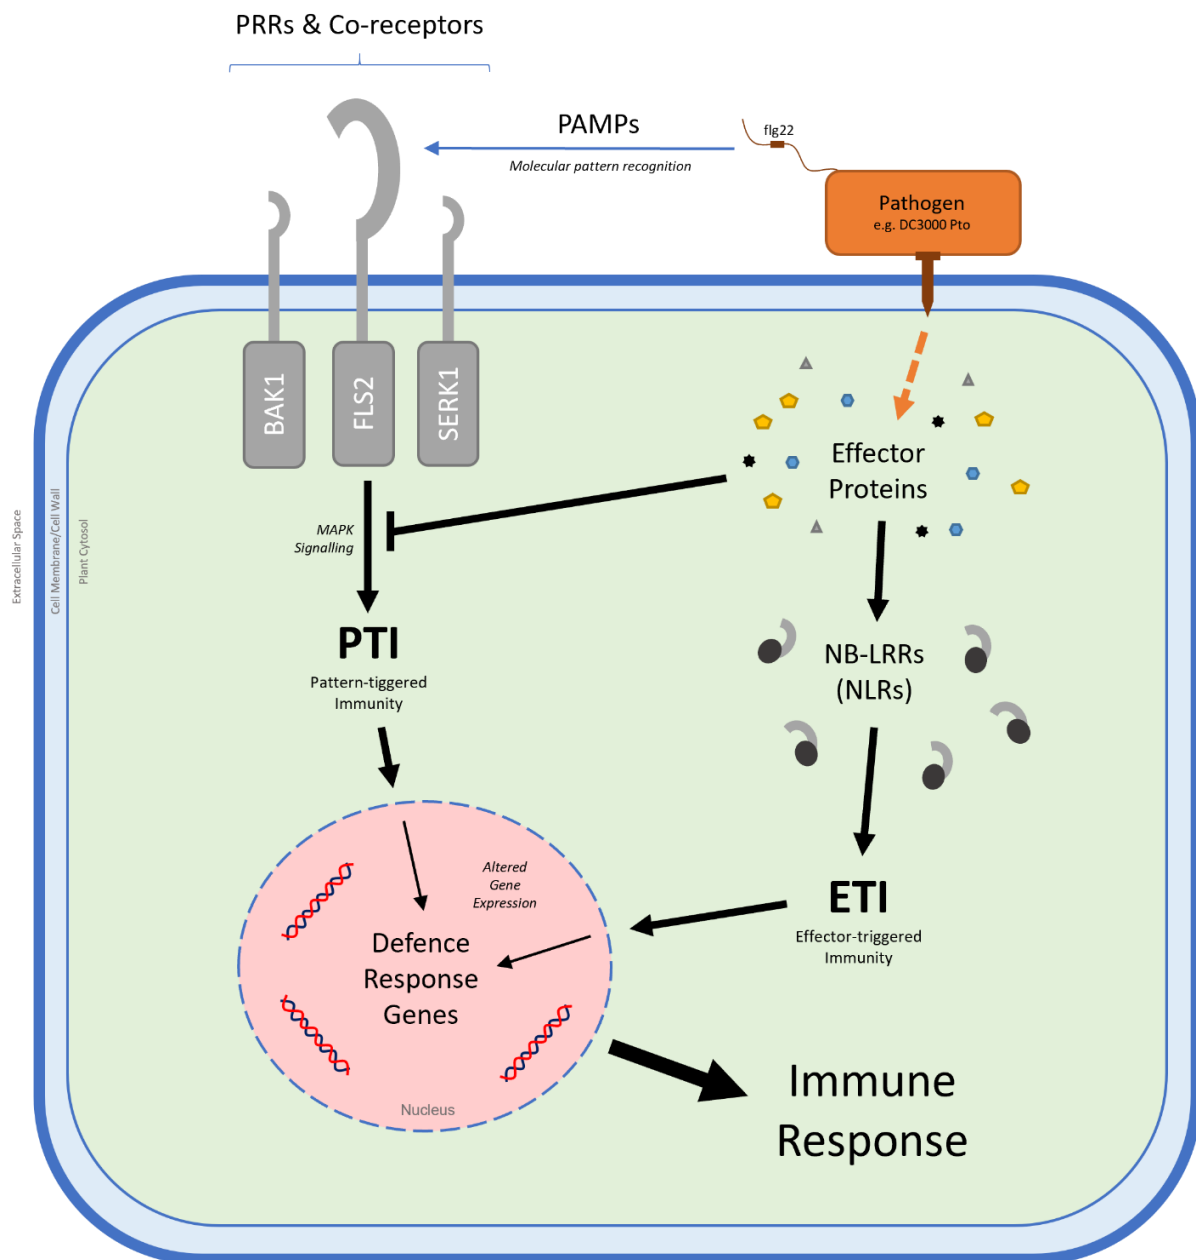 PRRs & Co-receptors
PAMPs
Molecular pattern recognition
flg22
Pathogen
e.g. DC3000 Pto
BAK1
FLS2
SERK1
Effector
Proteins
MAPK
Signalling
Extracellular Space
Cell Membrane/Cell Wall
Plant Cytosol
PTI
Pattern-tiggered
Immunity
NB-LRRs
(NLRs)
Altered
Gene
Expression
ETI
Effector-triggered
Immunity
Defence
Response
Genes
Nucleus
Immune
Response